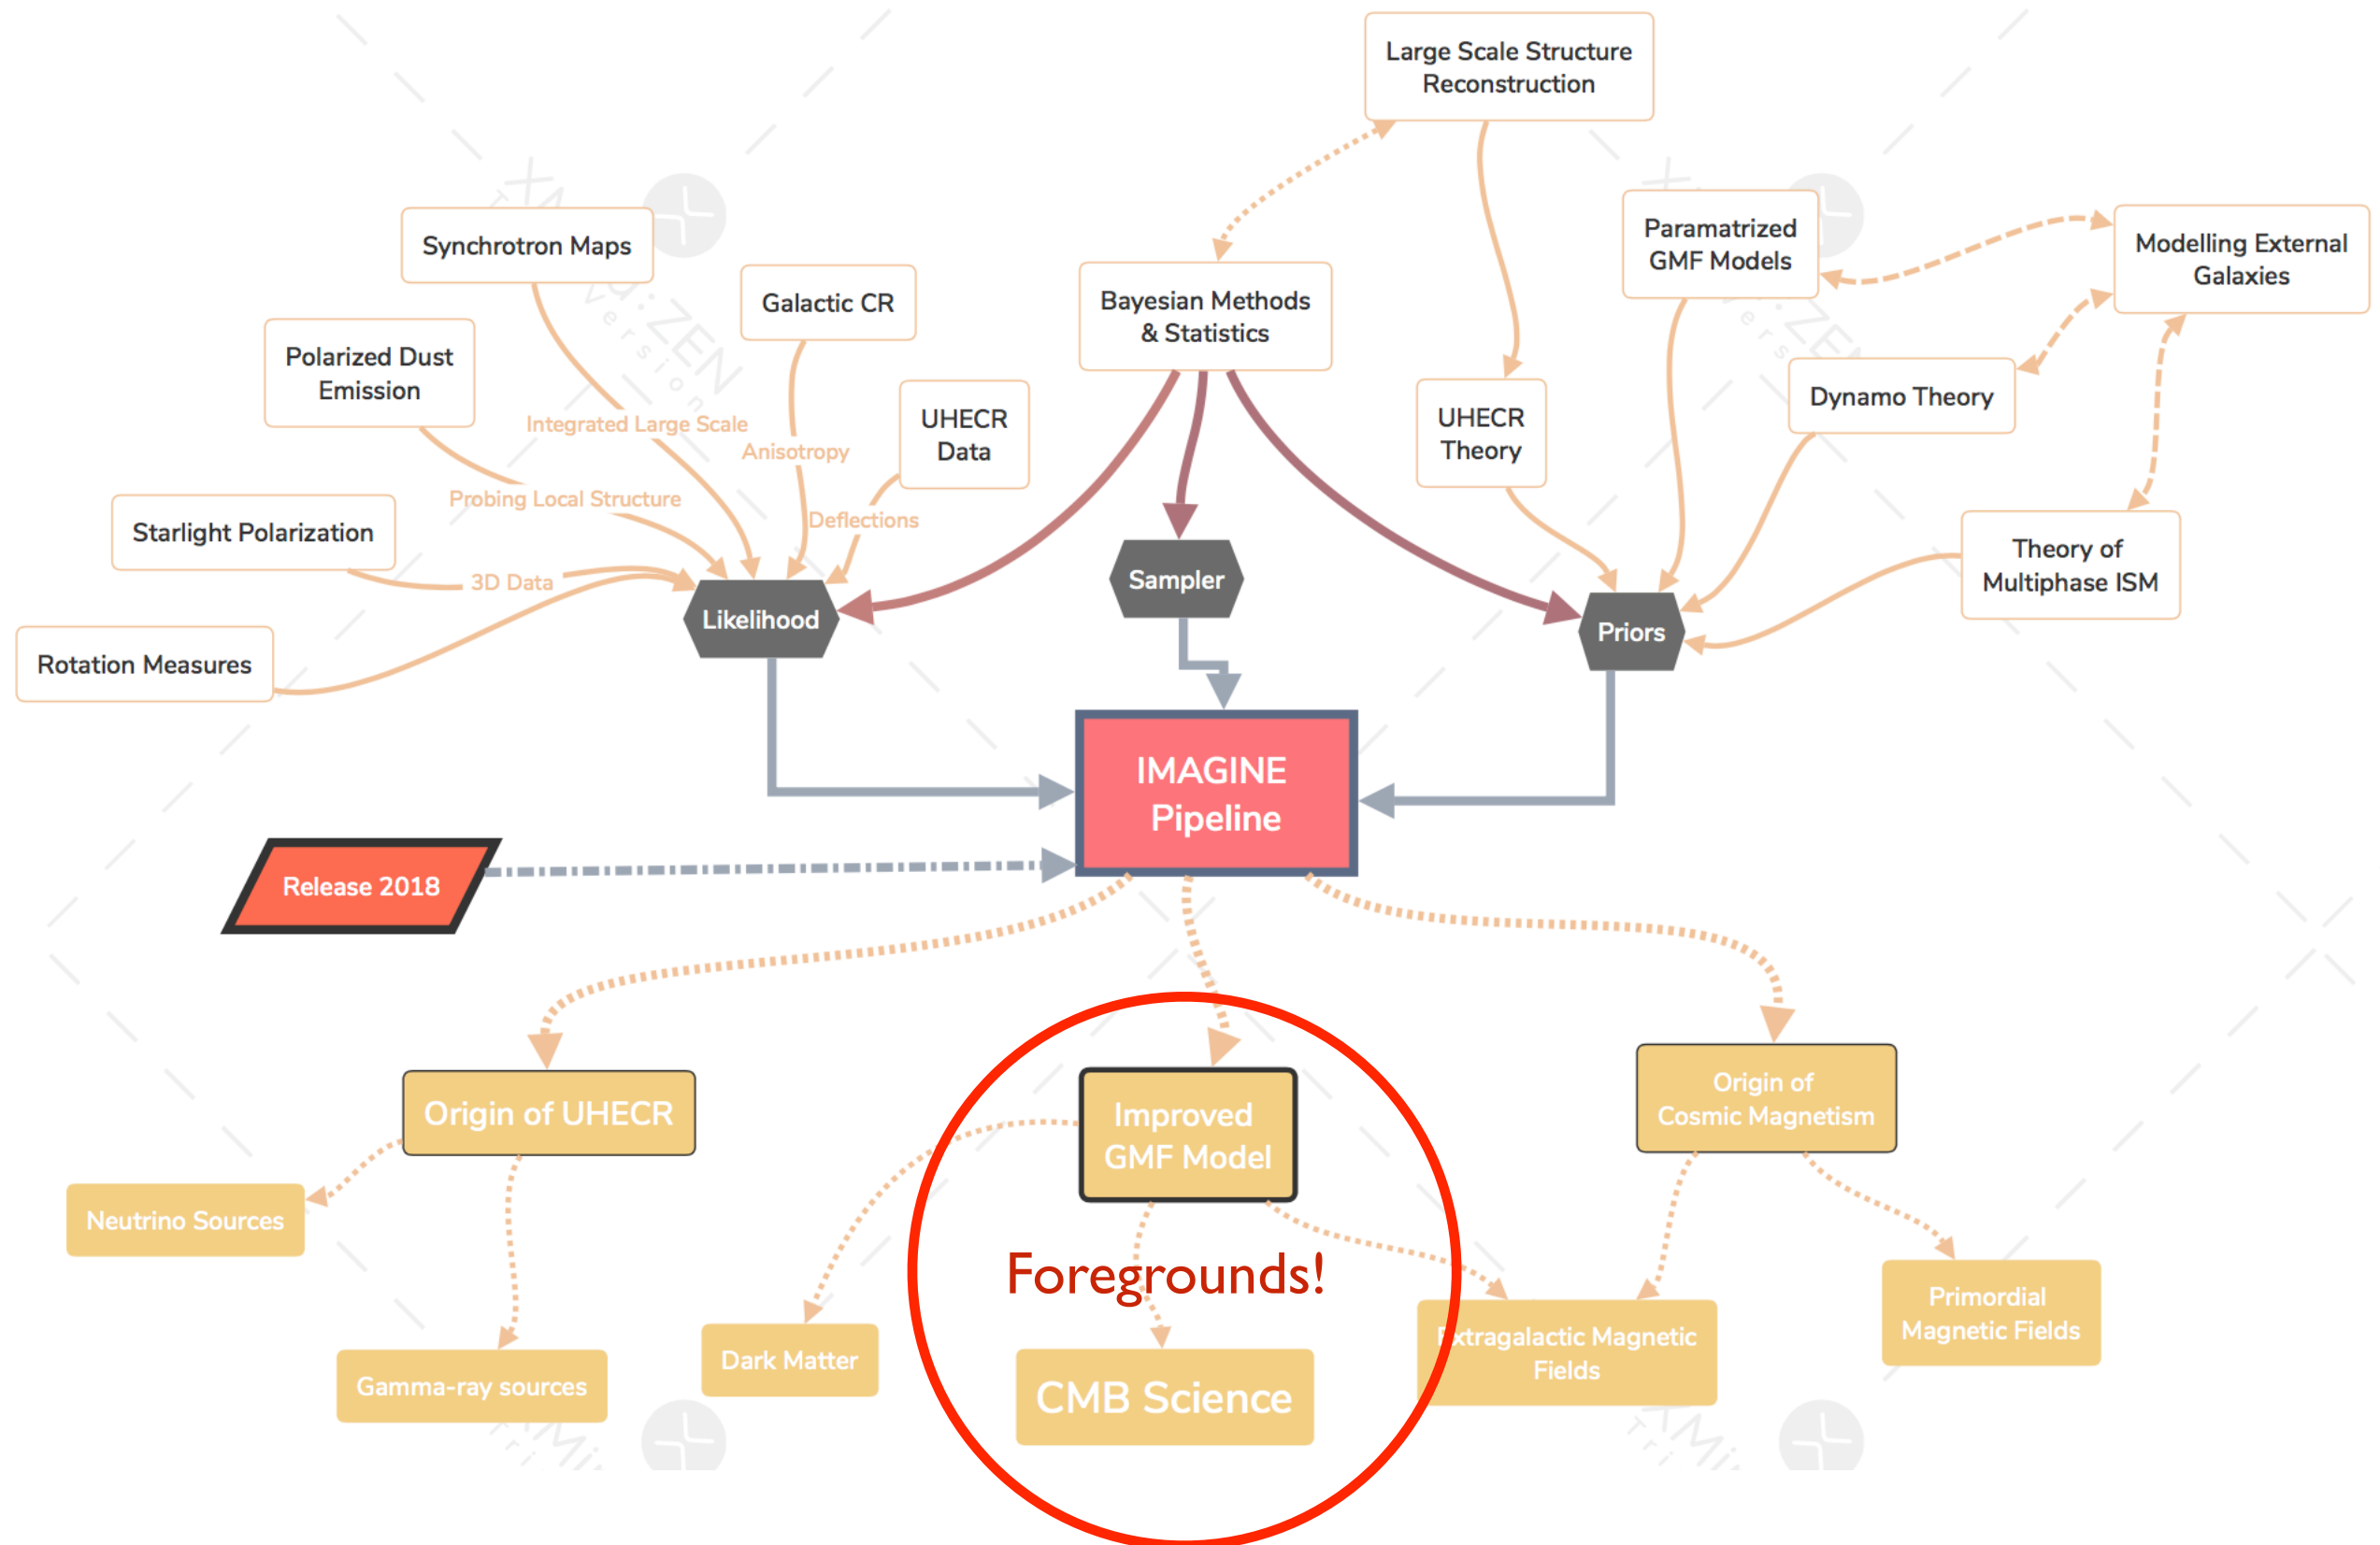 Large Scale Structure
Reconstruction
Synchrotron Maps
Paramatrized
GMF Models
Modelling External
Galaxies
Galactic CR
Bayesian Methods
& Statistics
Polarized Dust
Emission
Dynamo Theory
UHECR
Data
UHECR
Theory
Integrated Large Scale
Anisotropy
Probing Local Structure
Deflections
Starlight Polarization
3D Data
Theory of
Multiphase ISM
Sampler
Likelihood
Priors
Rotation Measures
IMAGINE
Pipeline
Release 2018
Origin of UHECR
Improved
GMF Model
Origin of
Cosmic Magnetism
Neutrino Sources
Foregrounds!
Gamma-ray sources
Dark Matter
CMB Science
Extragalactic Magnetic
Fields
Primordial
Magnetic Fields